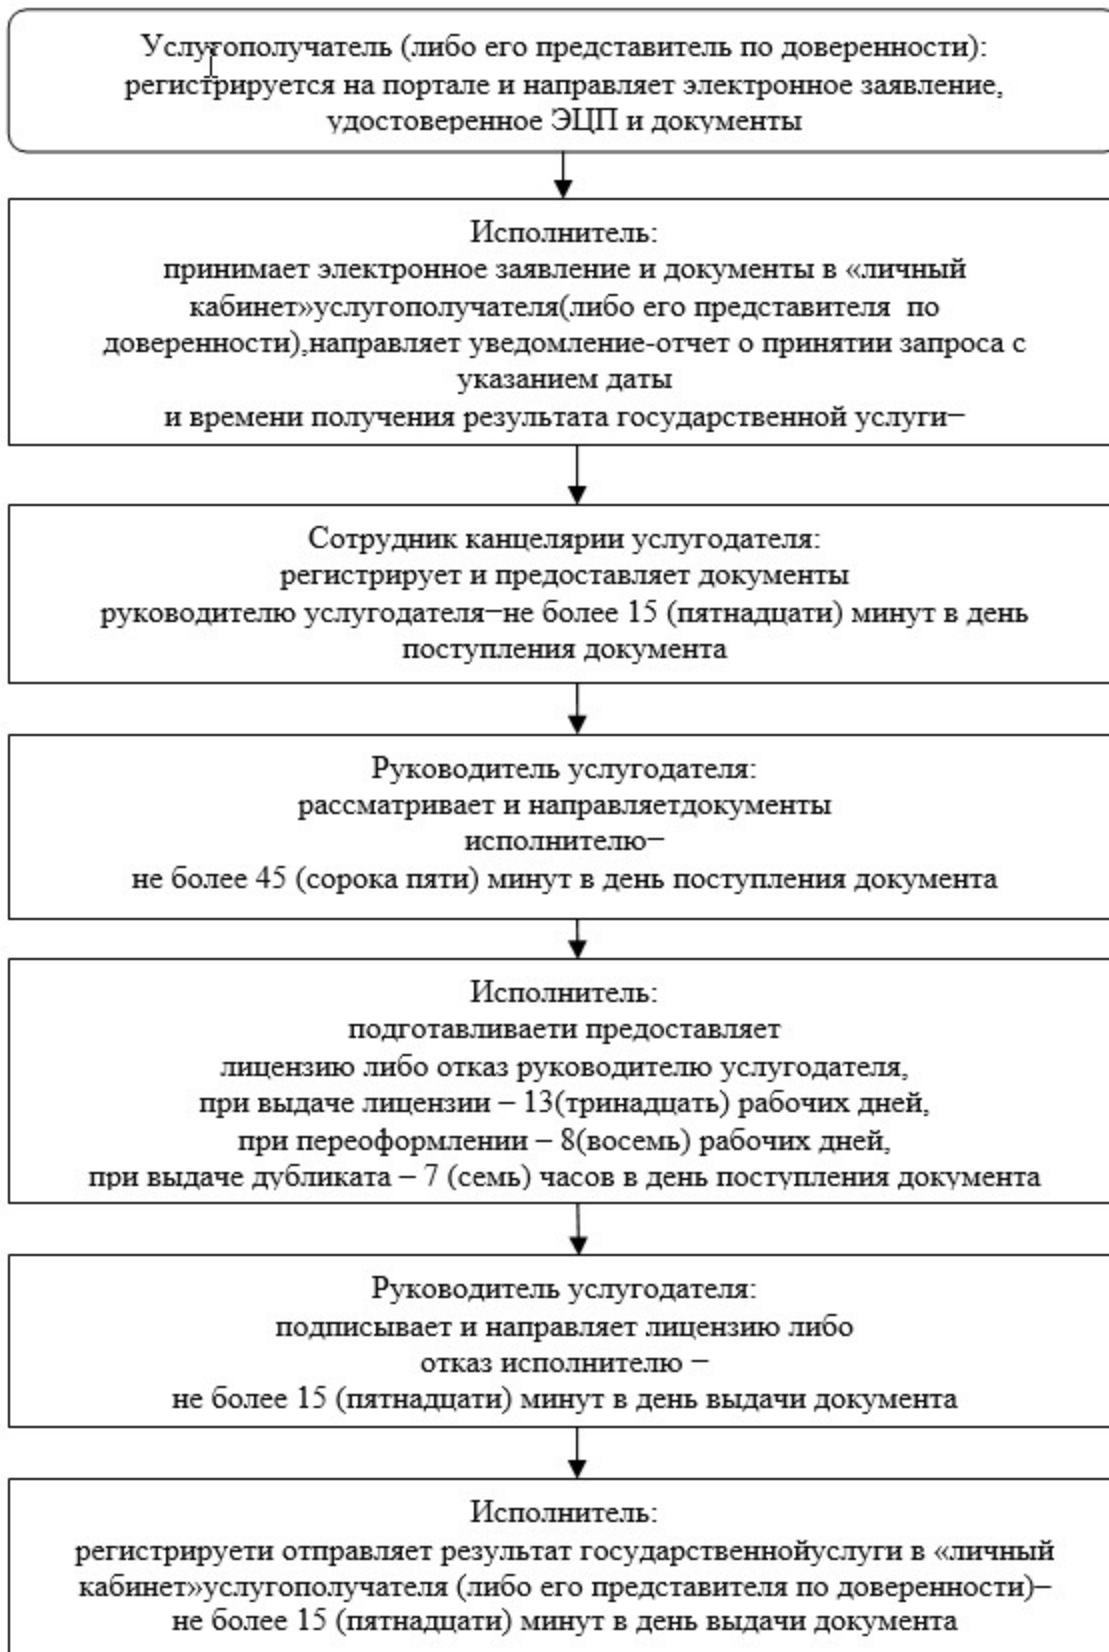 Услугополучатель (либо его представитель по доверенности):
регистрируется на портале и направляет электронное заявление,
удостоверенное ЭЦП и документы
Исполнитель:
принимает электронное заявление и документы в «личный
кабинет»услугополучателя(либо его представителя по
доверенности),направляет уведомление-отчет о принятии запроса с
указанием даты
и времени получения результата государственной услуги−
Сотрудник канцелярии услугодателя:
регистрирует и предоставляет документы
руководителю услугодателя−не более 15 (пятнадцати) минут в день
поступления документа
Руководитель услугодателя:
рассматривает и направляетдокументы
исполнителю−
не более 45 (сорока пяти) минут в день поступления документа
Исполнитель:
подготавливаети предоставляет
лицензию либо отказ руководителю услугодателя,
при выдаче лицензии – 13(тринадцать) рабочих дней,
при переоформлении – 8(восемь) рабочих дней,
при выдаче дубликата – 7 (семь) часов в день поступления документа
Руководитель услугодателя:
подписывает и направляет лицензию либо
отказ исполнителю −
не более 15 (пятнадцати) минут в день выдачи документа
Исполнитель:
регистрируети отправляет результат государственнойуслуги в «личный
кабинет»услугополучателя (либо его представителя по доверенности)−
не более 15 (пятнадцати) минут в день выдачи документа